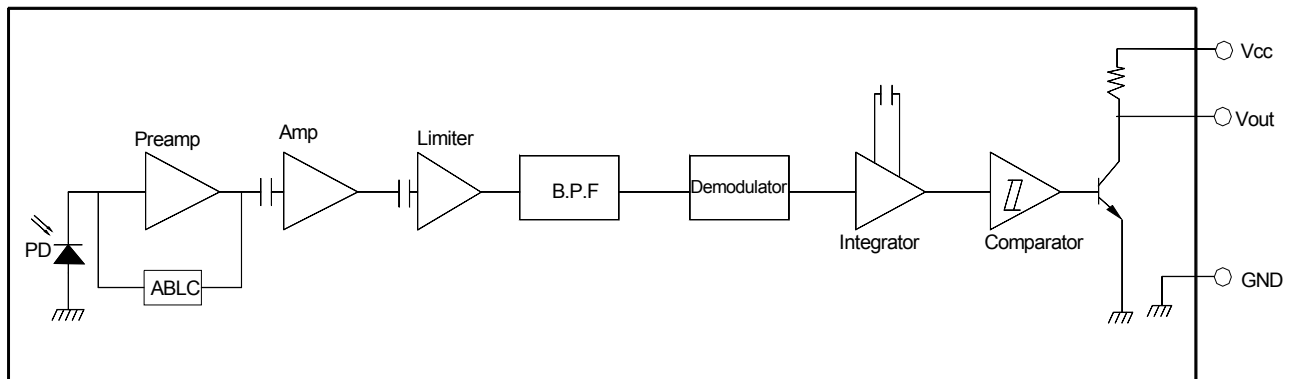 Vcc
Vout
Amp
Limiter
Preamp
B.P.F
Demodulator
PD
Integrator
Comparator
ABLC
GND